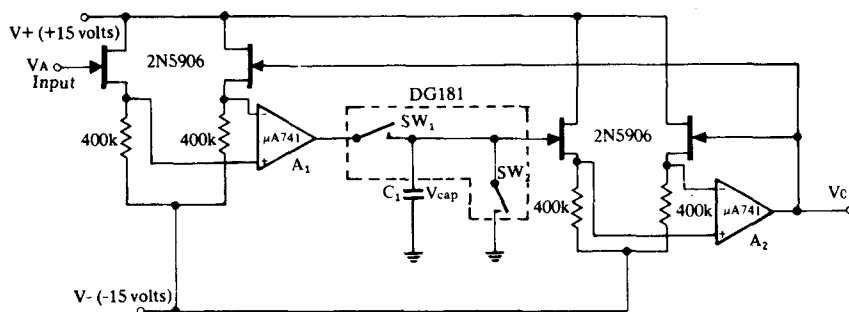 V+ (+15 volts)
VA
Input
2N5906
400k
400k
-
+
μA741
A1
DG181
SW1
C1
Vcap
SW2
2N5906
400k
400k
-
+
μA741
A2
VC
V- (-15 volts)